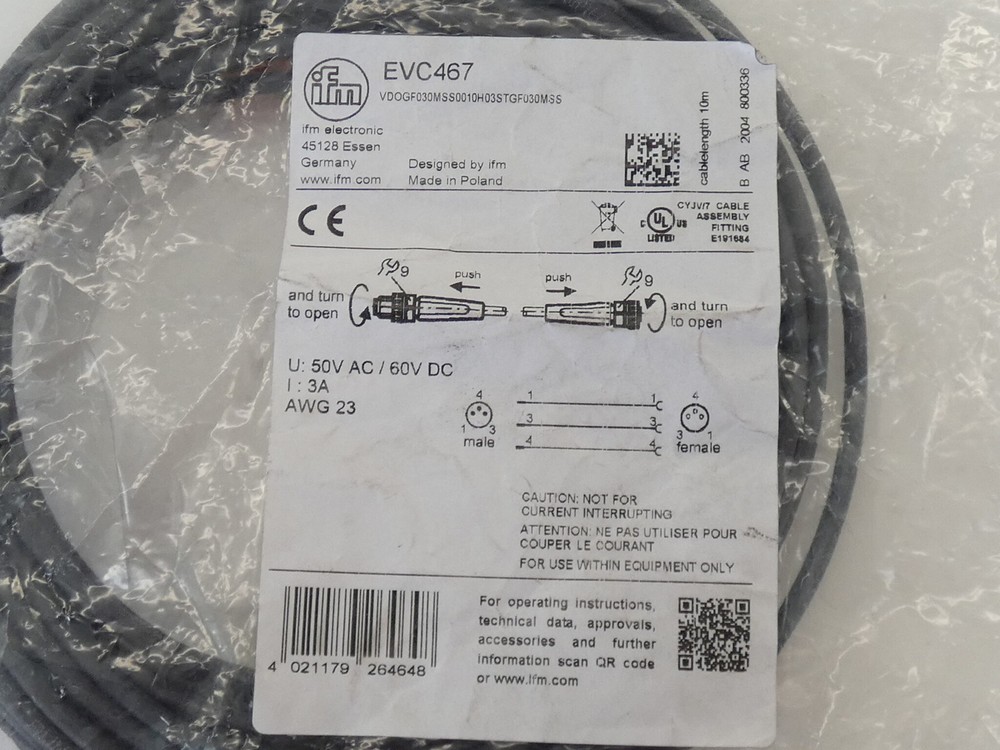 ifm
EVC467
VDOGF030MSS0010H03STGF030MSS
ifm electronic
45128 Essen
Germany
www.ifm.com
Designed by ifm
Made in Poland
cablelength 10m
B AB 2004 800336
CE
C UL US
LISTED
CYJV/7 CABLE
ASSEMBLY
FITTING
E191684
9
push
push
9
and turn
to open
and turn
to open
U: 50V AC / 60V DC
I : 3A
AWG 23
4
1 3
male
1 1
3 3
4 4
4
3 1
female
CAUTION: NOT FOR
CURRENT INTERRUPTING
ATTENTION: NE PAS UTILISER POUR
COUPER LE COURANT
FOR USE WITHIN EQUIPMENT ONLY
4 021179 264648
For operating instructions,
technical data, approvals,
accessories and further
information scan QR code
or www.ifm.com